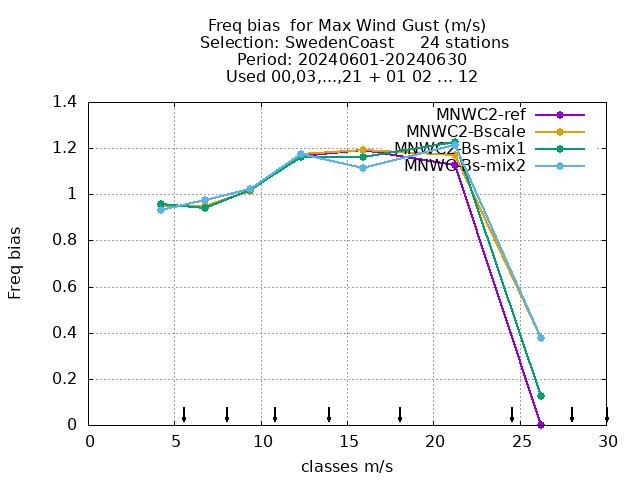 Freq bias  for Max Wind Gust (m/s)
Selection: SwedenCoast     24 stations
Period: 20240601-20240630
Used 00,03,...,21 + 01 02 ... 12
MNWC2-ref
MNWC2-Bscale
MNWC2-Bs-mix1
MNWC2-Bs-mix2
1.4
1.2
1
0.8
0.6
0.4
0.2
0
Freq bias
0 5 10 15 20 25 30
classes m/s